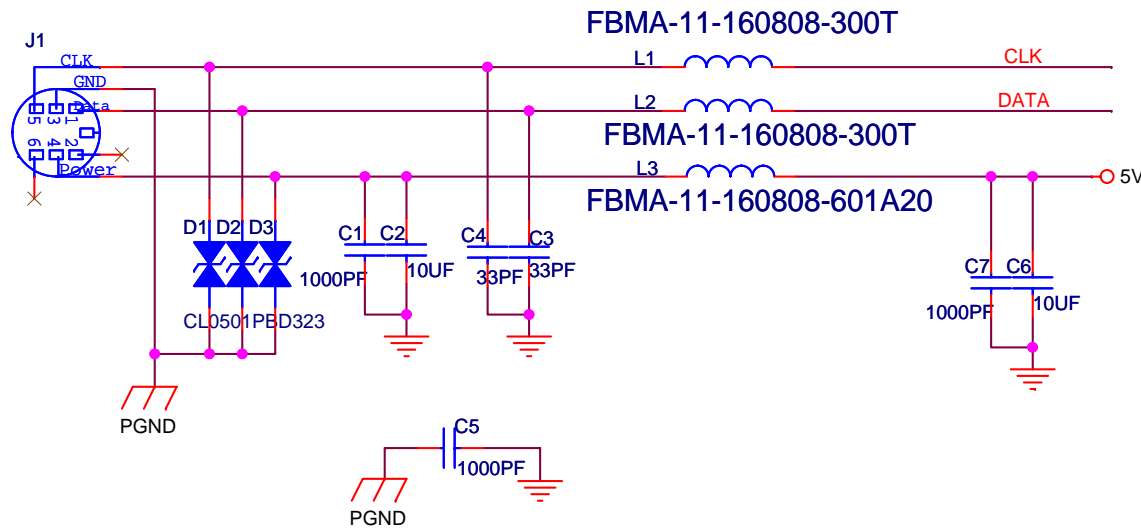 FBMA-11-160808-300T
J1
CLK
L1
CLK
GND
Data
L2
DATA
5 3 1
6 4 2
FBMA-11-160808-300T
Power
L3
5V
FBMA-11-160808-601A20
D1 D2 D3
C1 C2
C4 C3
1000PF
10UF
33PF
33PF
C7 C6
1000PF
10UF
CL0501PBD323
PGND
C5
1000PF
PGND